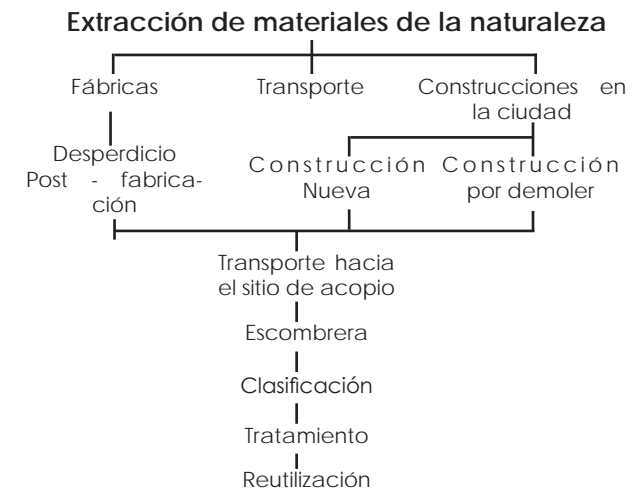 Extracción de materiales de la naturaleza
Fábricas
Transporte
Construcciones en
la ciudad
Desperdicio
Post - fabrica-
ción
Construcción
Nueva
Construcción
por demoler
Transporte hacia
el sitio de acopio
Escombrera
Clasificación
Tratamiento
Reutilización